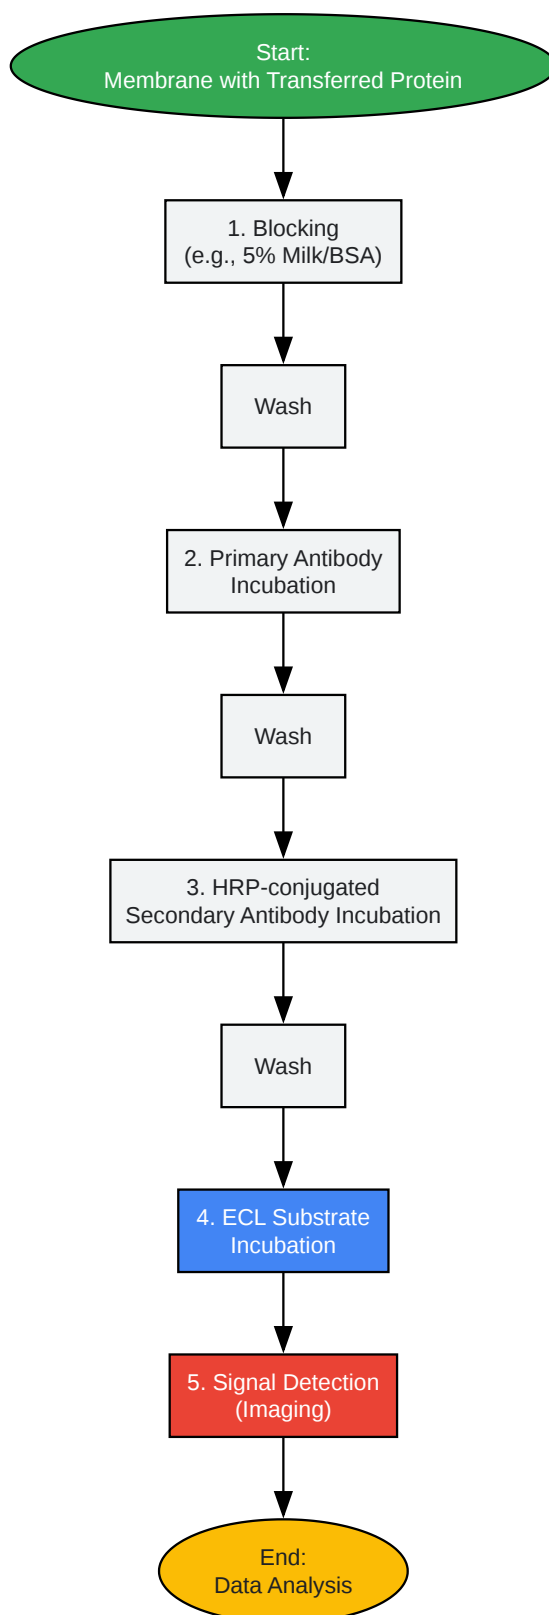 Start:
Membrane with Transferred Protein
1. Blocking
(e.g., 5% Milk/BSA)
Wash
2. Primary Antibody
Incubation
Wash
3. HRP-conjugated
Secondary Antibody Incubation
Wash
4. ECL Substrate
Incubation
5. Signal Detection
(Imaging)
End:
Data Analysis